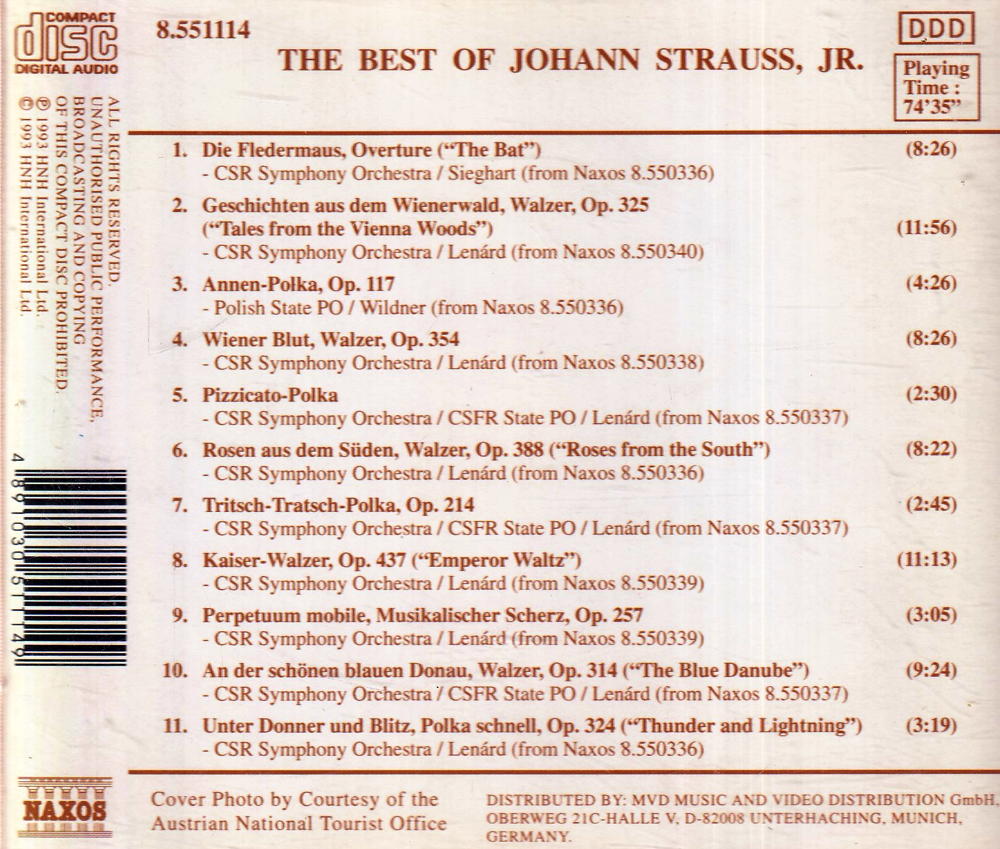 COMPACT
disc
DIGITAL AUDIO
8.551114
THE BEST OF JOHANN STRAUSS, JR.
DDD
Playing
Time :
74'35”
ALL RIGHTS RESERVED.
UNAUTHORISED PUBLIC PERFORMANCE,
BROADCASTING AND COPYING
OF THIS COMPACT DISC PROHIBITED.
℗ 1993 HNH International Ltd.
© 1993 HNH International Ltd.
1. Die Fledermaus, Overture (“The Bat”) (8:26)
- CSR Symphony Orchestra / Sieghart (from Naxos 8.550336)
2. Geschichten aus dem Wienerwald, Walzer, Op. 325
(“Tales from the Vienna Woods”) (11:56)
- CSR Symphony Orchestra / Lenárd (from Naxos 8.550340)
3. Annen-Polka, Op. 117 (4:26)
- Polish State PO / Wildner (from Naxos 8.550336)
4. Wiener Blut, Walzer, Op. 354 (8:26)
- CSR Symphony Orchestra / Lenárd (from Naxos 8.550338)
5. Pizzicato-Polka (2:30)
- CSR Symphony Orchestra / CSFR State PO / Lenárd (from Naxos 8.550337)
6. Rosen aus dem Süden, Walzer, Op. 388 (“Roses from the South”) (8:22)
- CSR Symphony Orchestra / Lenárd (from Naxos 8.550336)
7. Tritsch-Tratsch-Polka, Op. 214 (2:45)
- CSR Symphony Orchestra / CSFR State PO / Lenárd (from Naxos 8.550337)
8. Kaiser-Walzer, Op. 437 (“Emperor Waltz”) (11:13)
- CSR Symphony Orchestra / Lenárd (from Naxos 8.550339)
9. Perpetuum mobile, Musikalischer Scherz, Op. 257 (3:05)
- CSR Symphony Orchestra / Lenárd (from Naxos 8.550339)
10. An der schönen blauen Donau, Walzer, Op. 314 (“The Blue Danube”) (9:24)
- CSR Symphony Orchestra / CSFR State PO / Lenárd (from Naxos 8.550337)
11. Unter Donner und Blitz, Polka schnell, Op. 324 (“Thunder and Lightning”) (3:19)
- CSR Symphony Orchestra / Lenárd (from Naxos 8.550336)
4 891030 511149
NAXOS
Cover Photo by Courtesy of the
Austrian National Tourist Office
DISTRIBUTED BY: MVD MUSIC AND VIDEO DISTRIBUTION GmbH,
OBERWEG 21C-HALLE V, D-82008 UNTERHACHING, MUNICH,
GERMANY.